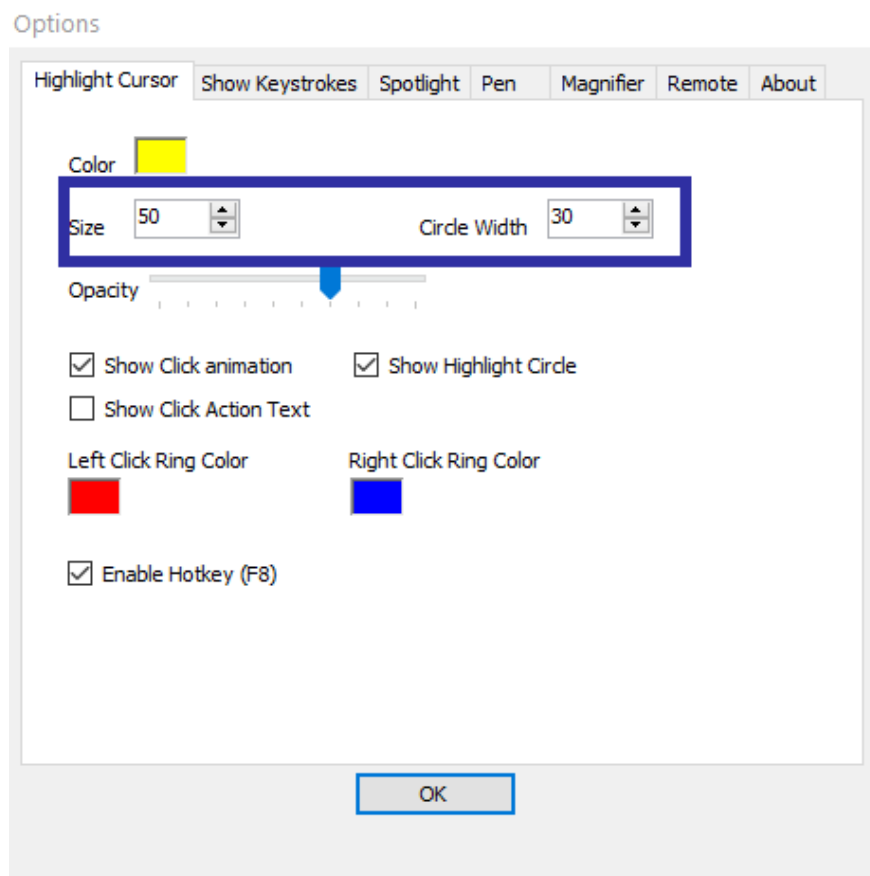 Options
Highlight Cursor Show Keystrokes Spotlight Pen Magnifier Remote About
Color
Size 50 Circle Width 30
Opacity
Show Click animation Show Highlight Circle
Show Click Action Text
Left Click Ring Color Right Click Ring Color
Enable Hotkey (F8)
OK